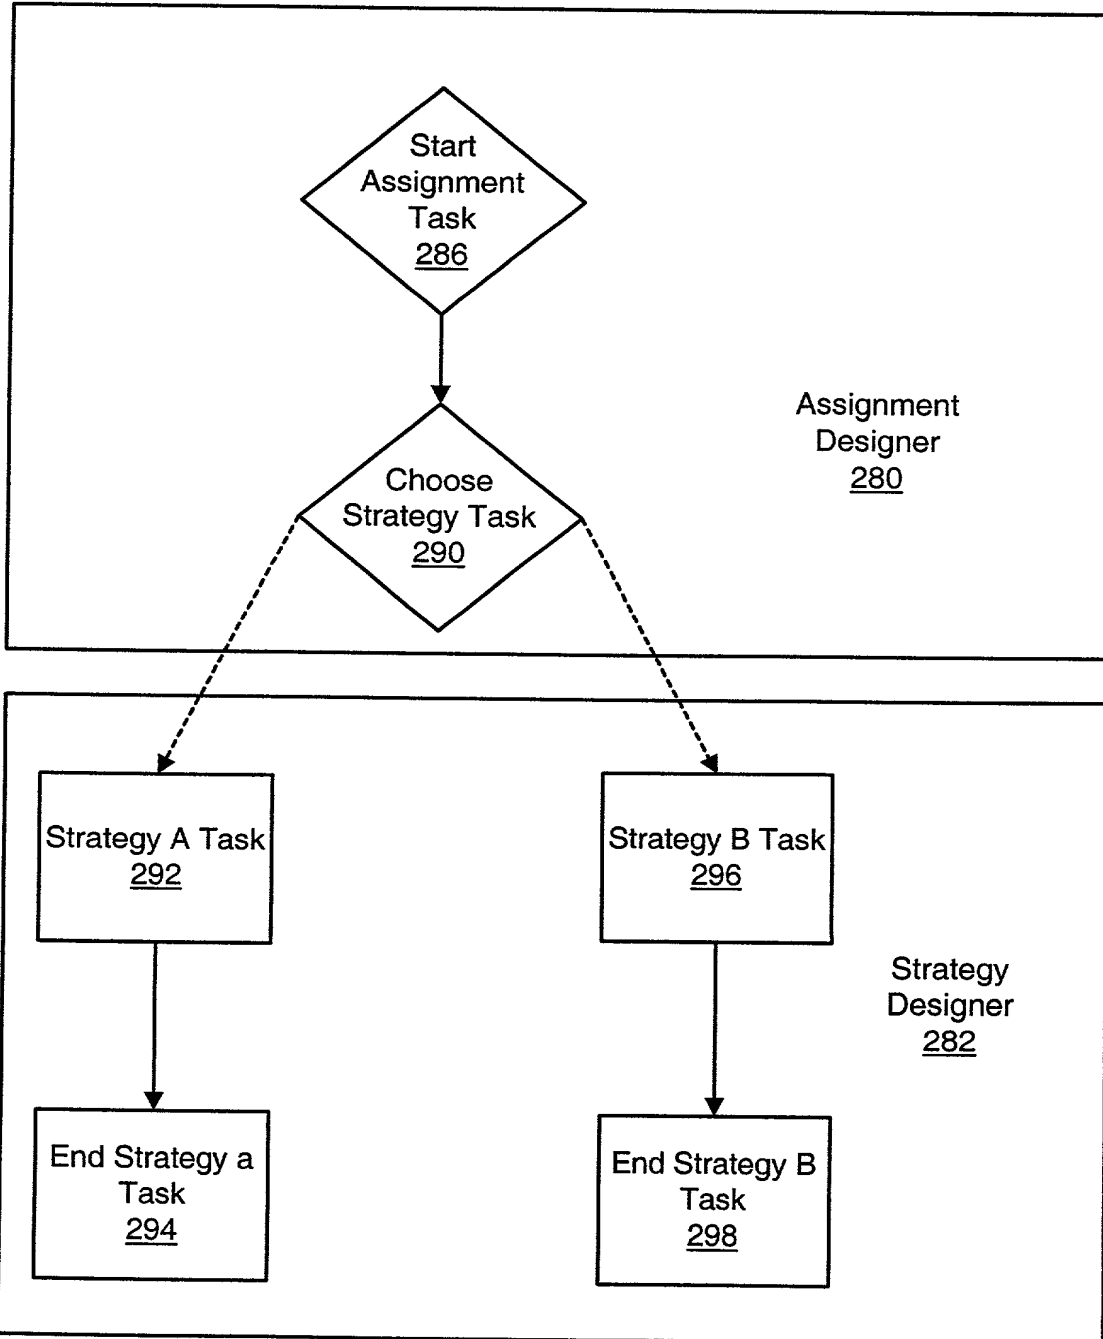 Start
Assignment
Task
286
Choose
Strategy Task
290
Assignment
Designer
280
Strategy A Task
292
Strategy B Task
296
Strategy
Designer
282
End Strategy a
Task
294
End Strategy B
Task
298